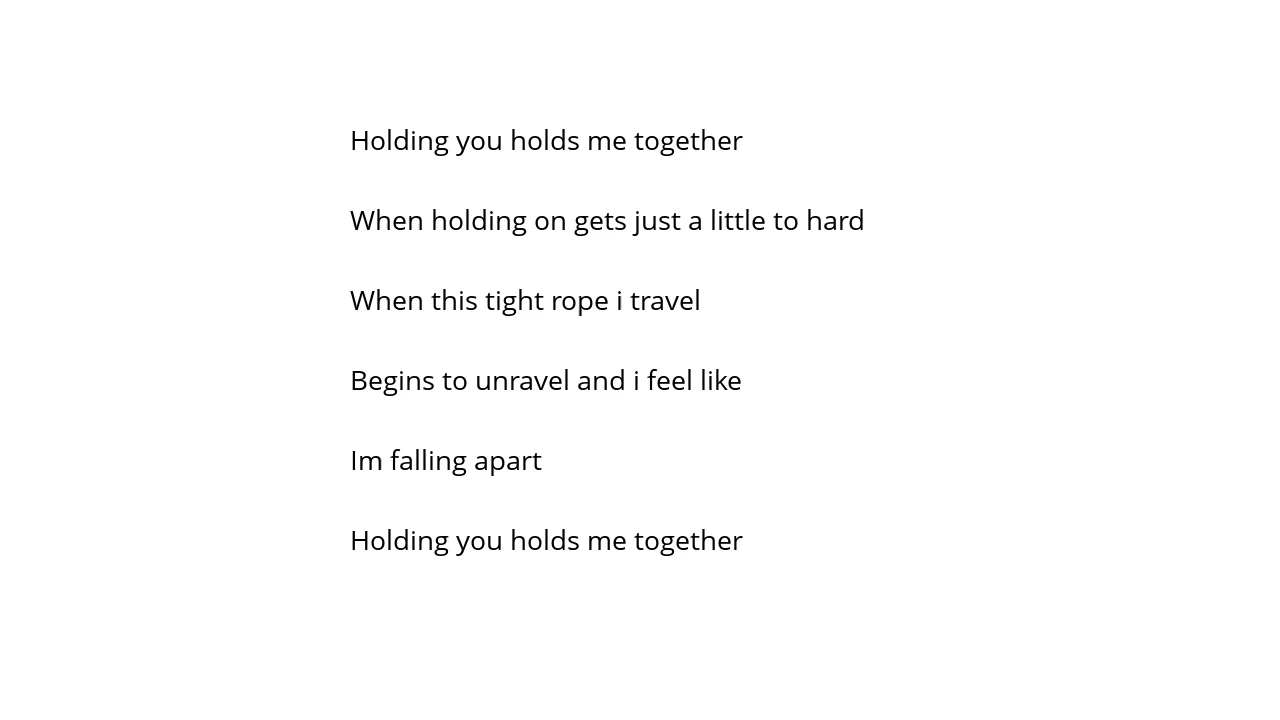 Holding you holds me together
When holding on gets just a little to hard
When this tight rope i travel
Begins to unravel and i feel like
Im falling apart
Holding you holds me together